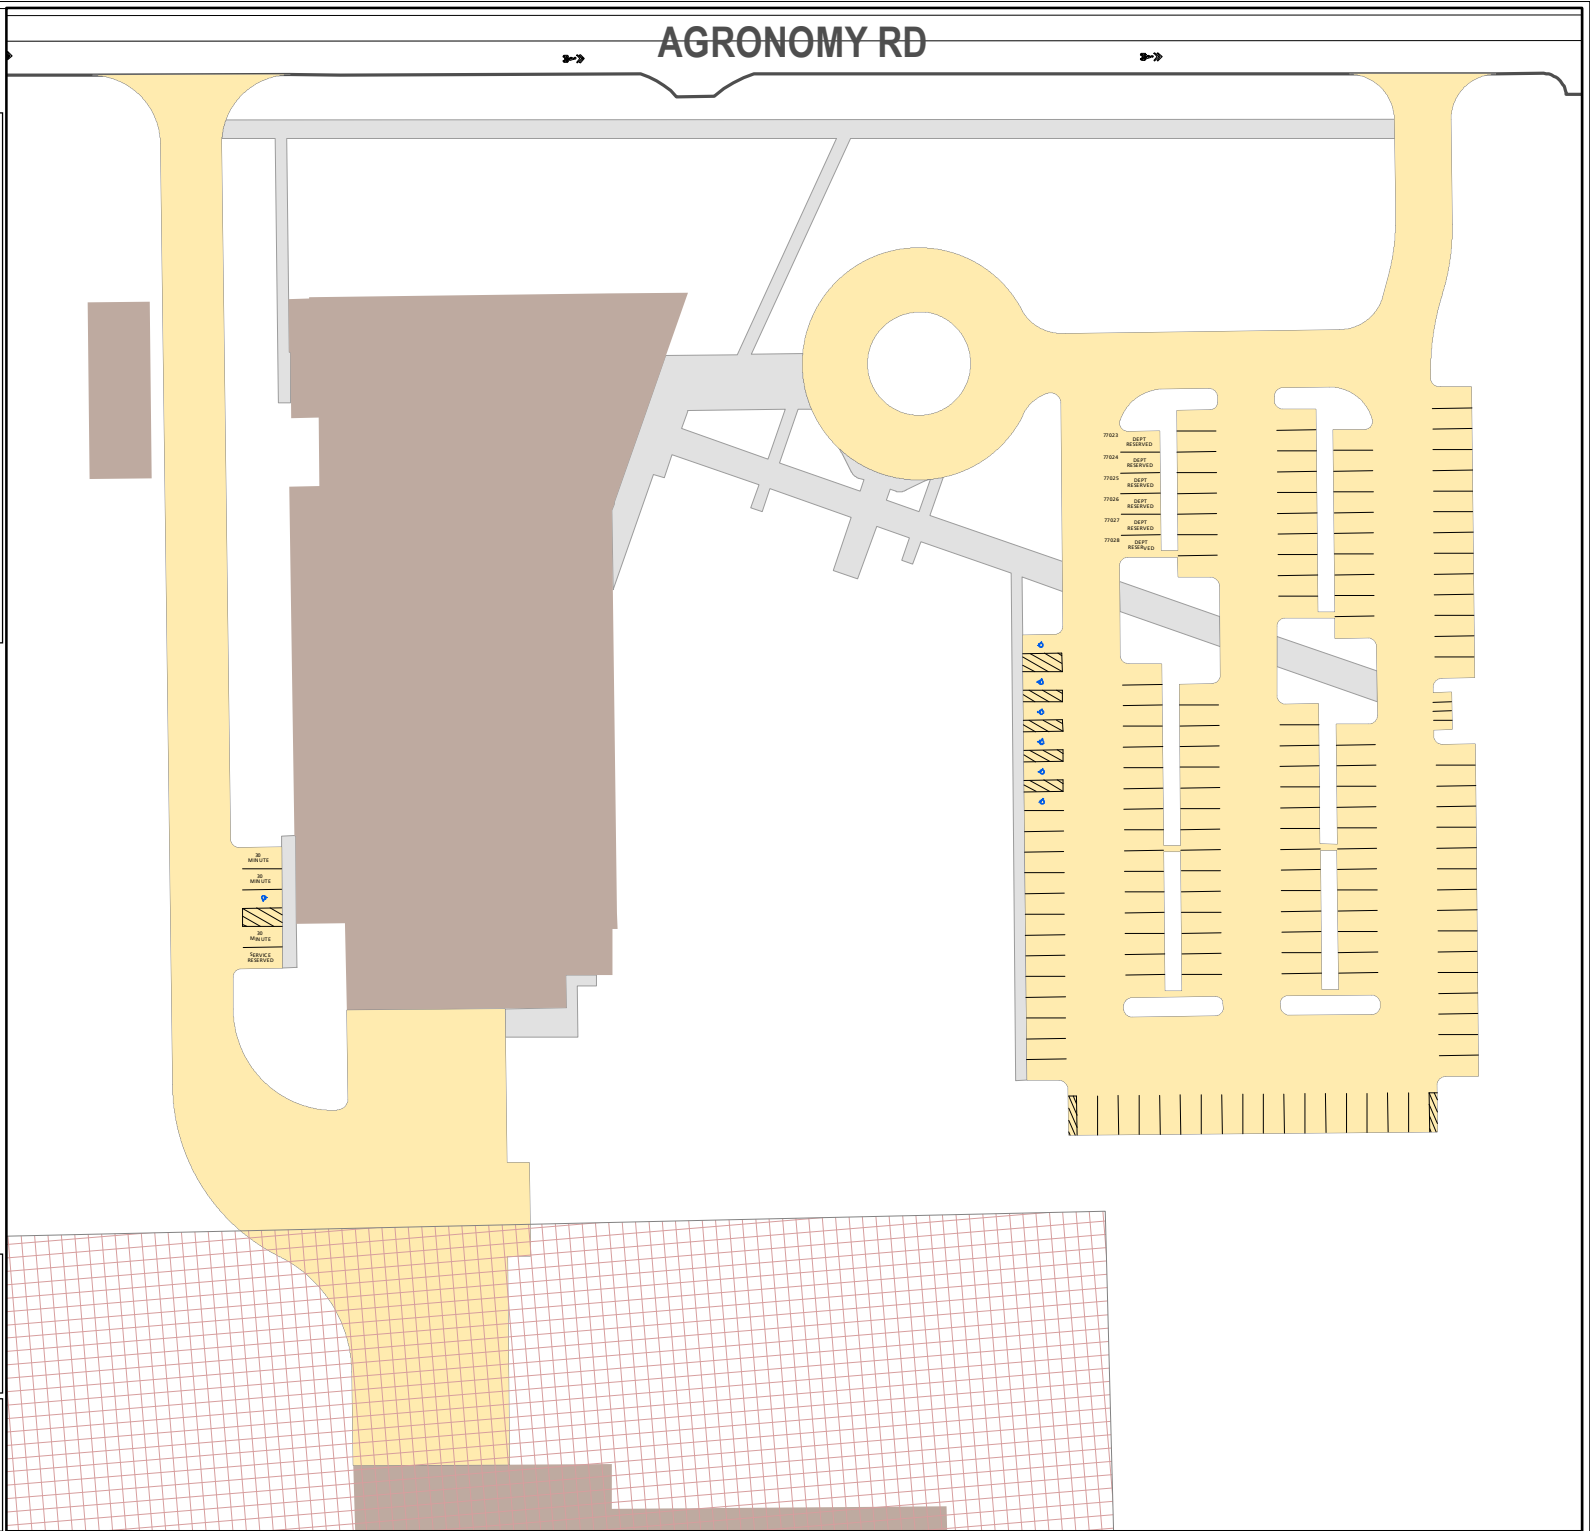 AGRONOMY RD
77023 DEPT
RESERVED
77024 DEPT
RESERVED
77025 DEPT
RESERVED
77026 DEPT
RESERVED
77027 DEPT
RESERVED
77028 DEPT
RESERVED
30
MINUTE
30
MINUTE
30
MINUTE
SERVICE
RESERVED